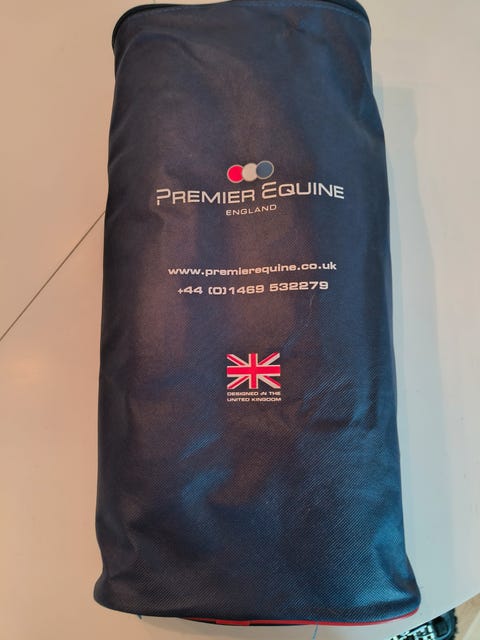 PREMIER EQUINE
ENGLAND
www.premierequine.co.uk
+44 (0)1469 532279
DESIGNED IN THE
UNITED KINGDOM